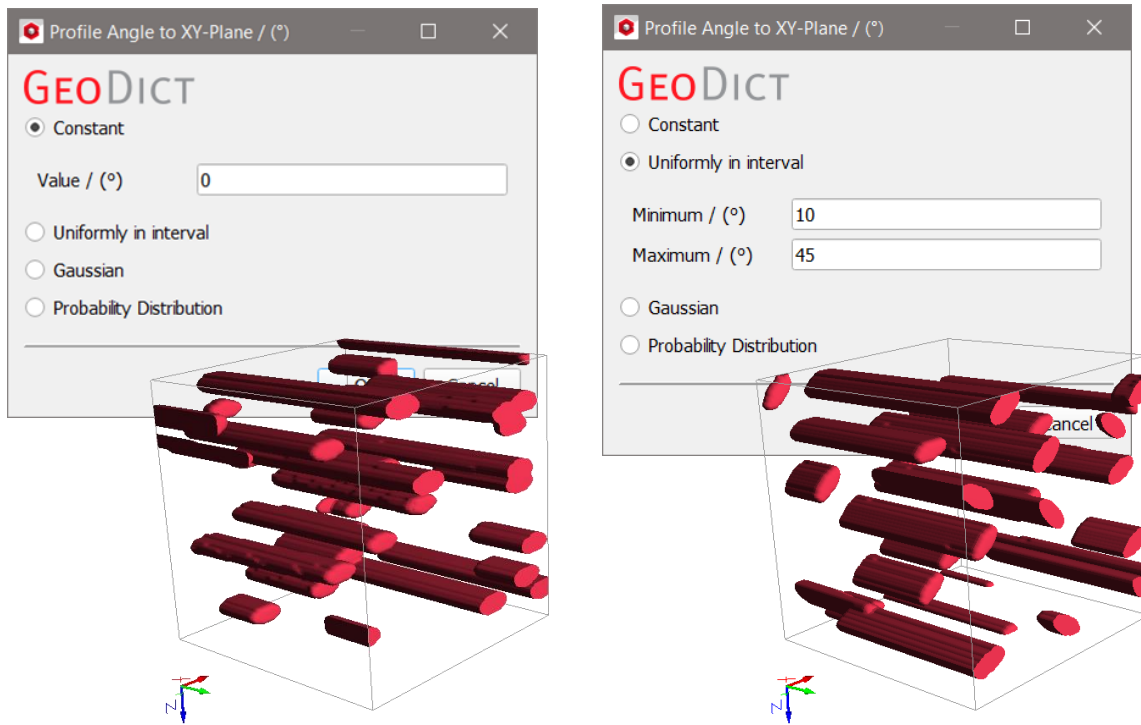 Profile Angle to XY-Plane / (°)
GEODICT
Constant
Value / (°) 0
Uniformly in interval
Gaussian
Probability Distribution
Z
Profile Angle to XY-Plane / (°)
GEODICT
Constant
Uniformly in interval
Minimum / (°) 10
Maximum / (°) 45
Gaussian
Probability Distribution
Cancel
Z